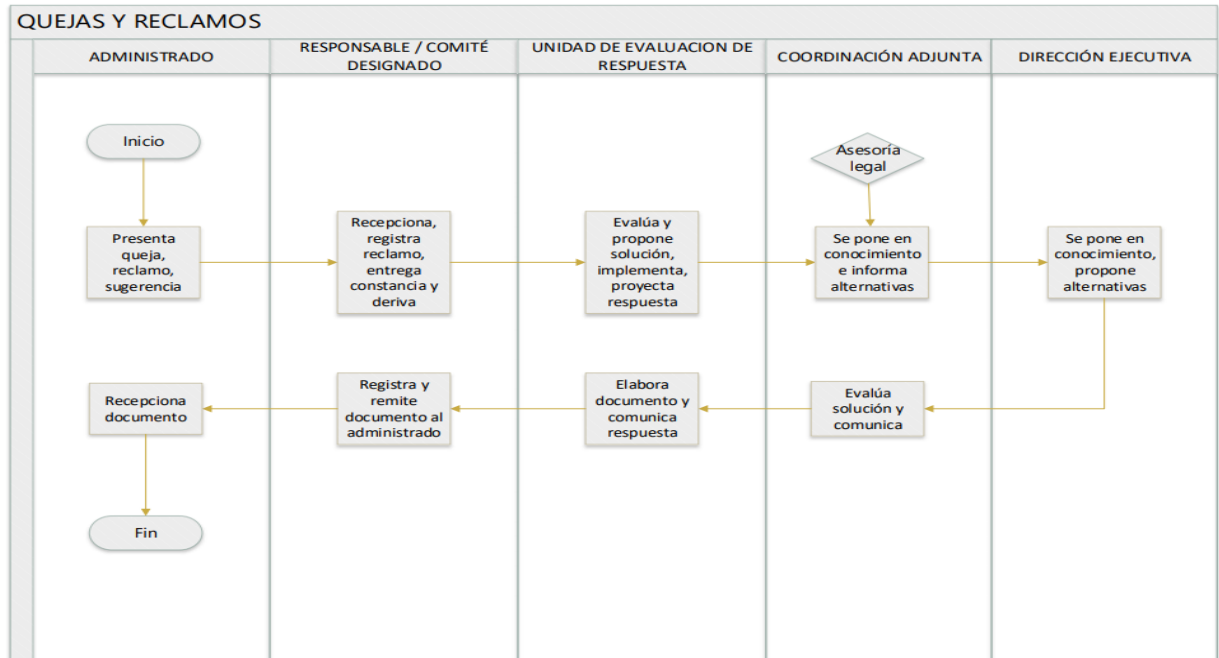 QUEJAS Y RECLAMOS
ADMINISTRADO
RESPONSABLE / COMITÉ
DESIGNADO
UNIDAD DE EVALUACION DE
RESPUESTA
COORDINACIÓN ADJUNTA
DIRECCIÓN EJECUTIVA
Inicio
Asesoría
legal
Presenta
queja,
reclamo,
sugerencia
Recepciona,
registra
reclamo,
entrega
constancia y
deriva
Evalúa y
propone
solución,
implementa,
proyecta
respuesta
Se pone en
conocimiento
e informa
alternativas
Se pone en
conocimiento,
propone
alternativas
Recepciona
documento
Registra y
remite
documento al
administrado
Elabora
documento y
comunica
respuesta
Evalúa
solución y
comunica
Fin